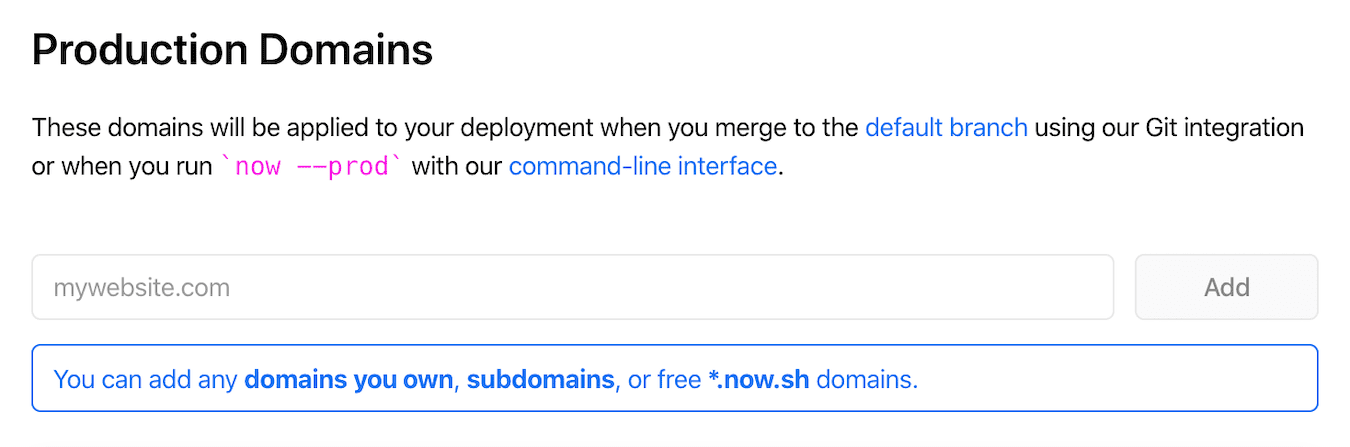 Production Domains
These domains will be applied to your deployment when you merge to the default branch using our Git integration
or when you run `now --prod` with our command-line interface.
mywebsite.com
Add
You can add any domains you own, subdomains, or free *.now.sh domains.